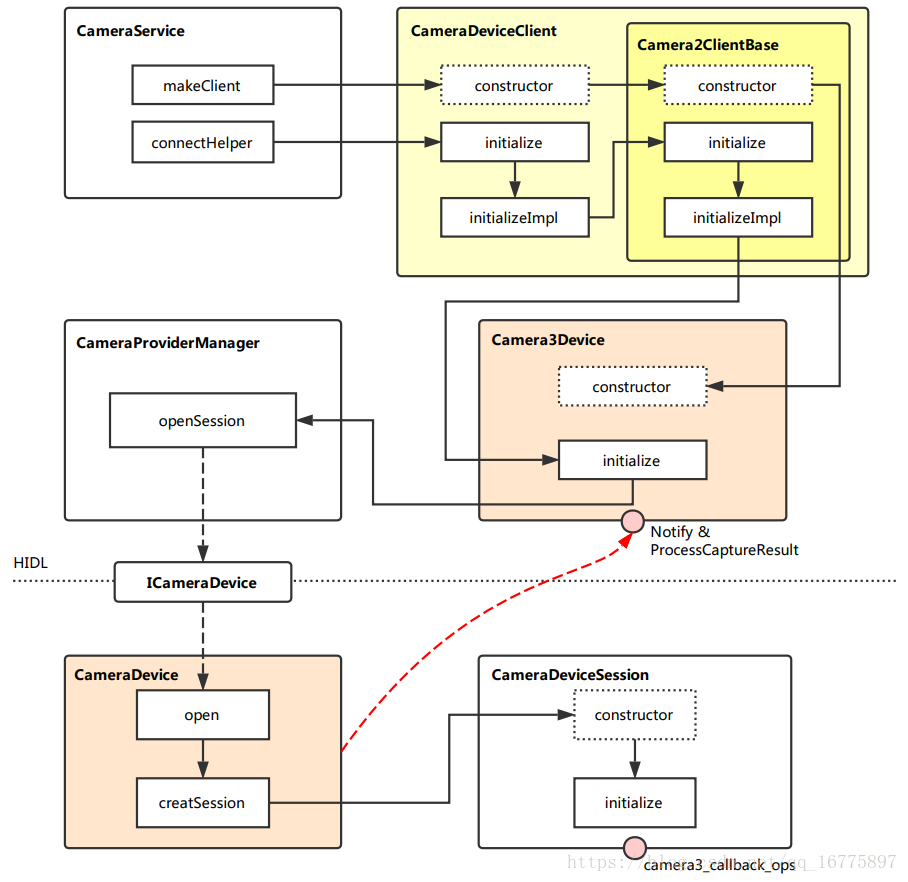 CameraService
makeClient
connectHelper
CameraDeviceClient
constructor
initialize
initializeImpl
Camera2ClientBase
constructor
initialize
initializeImpl
CameraProviderManager
openSession
Camera3Device
constructor
initialize
Notify &
ProcessCaptureResult
HIDL
ICameraDevice
CameraDevice
open
creatSession
CameraDeviceSession
constructor
initialize
camera3_callback_ops
https://blog.csdn.net/qq_16775897